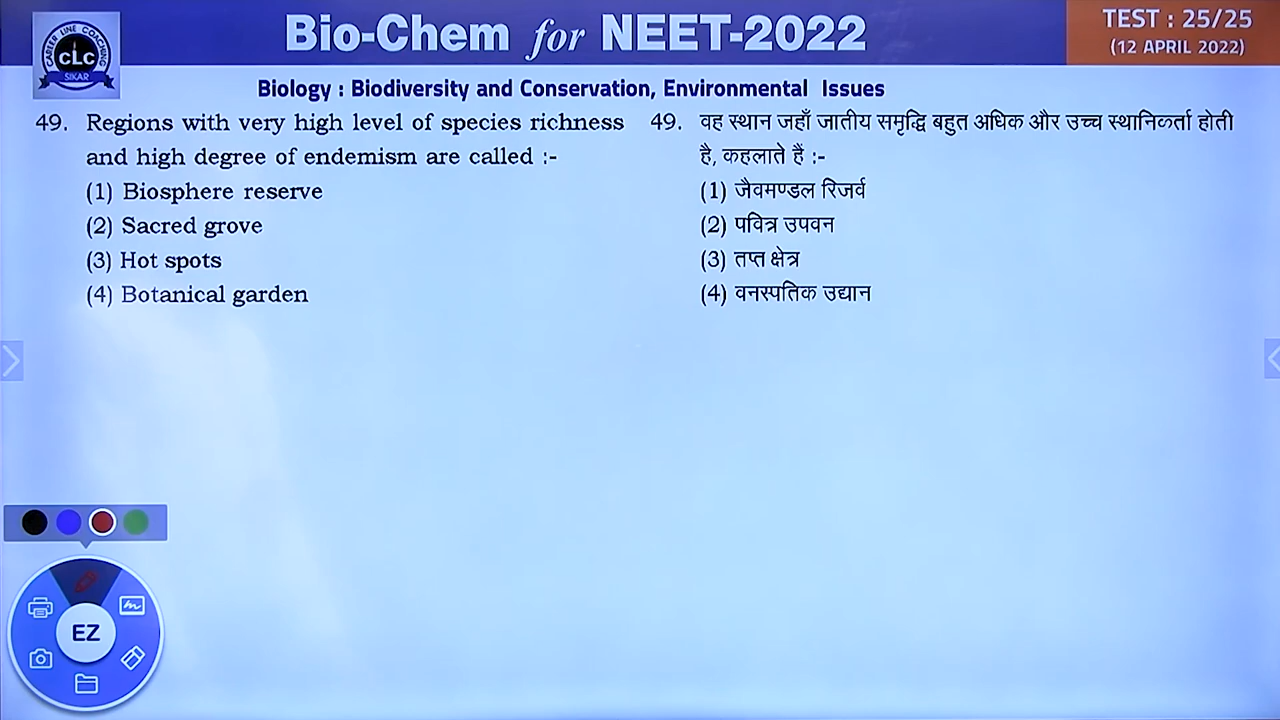 CAREER LINE COACHING
CLC
SIKAR
Bio-Chem for NEET-2022
TEST : 25/25
(12 APRIL 2022)
Biology : Biodiversity and Conservation, Environmental Issues
49. Regions with very high level of species richness
and high degree of endemism are called :-
(1) Biosphere reserve
(2) Sacred grove
(3) Hot spots
(4) Botanical garden
49. वह स्थान जहाँ जातीय समृद्धि बहुत अधिक और उच्च स्थानिकर्ता होती
है, कहलाते हैं :-
(1) जैवमण्डल रिजर्व
(2) पवित्र उपवन
(3) तप्त क्षेत्र
(4) वनस्पतिक उद्यान
EZ